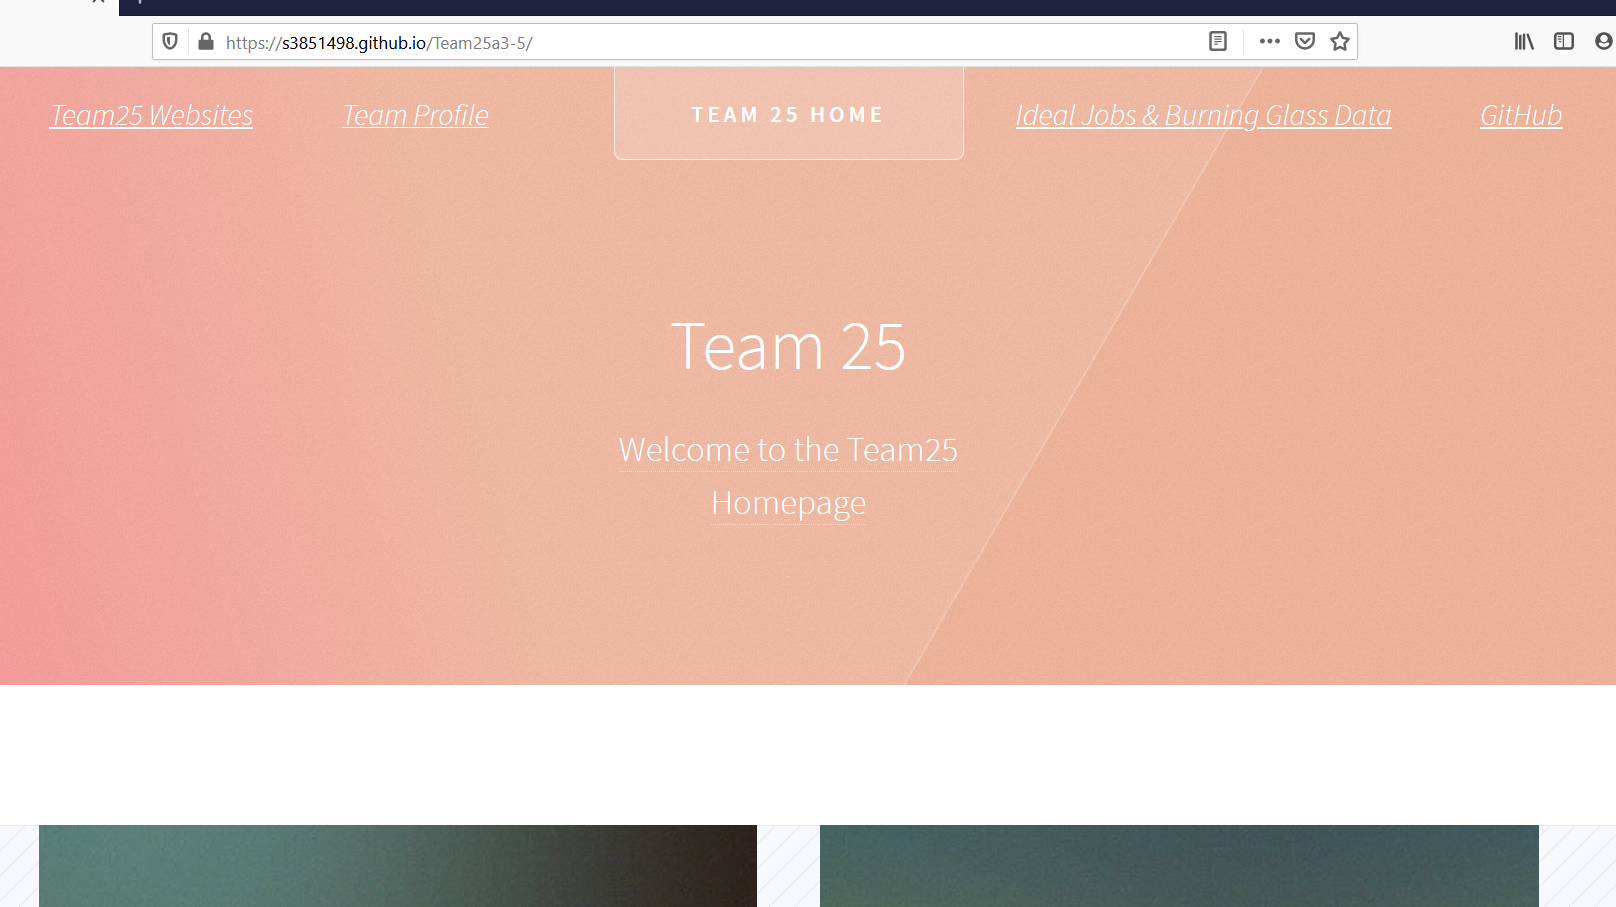 https://s3851498.github.io/Team25a3-5/
Team25 Websites
Team Profile
TEAM 25 HOME
Ideal Jobs & Burning Glass Data
GitHub
Team 25
Welcome to the Team25
Homepage